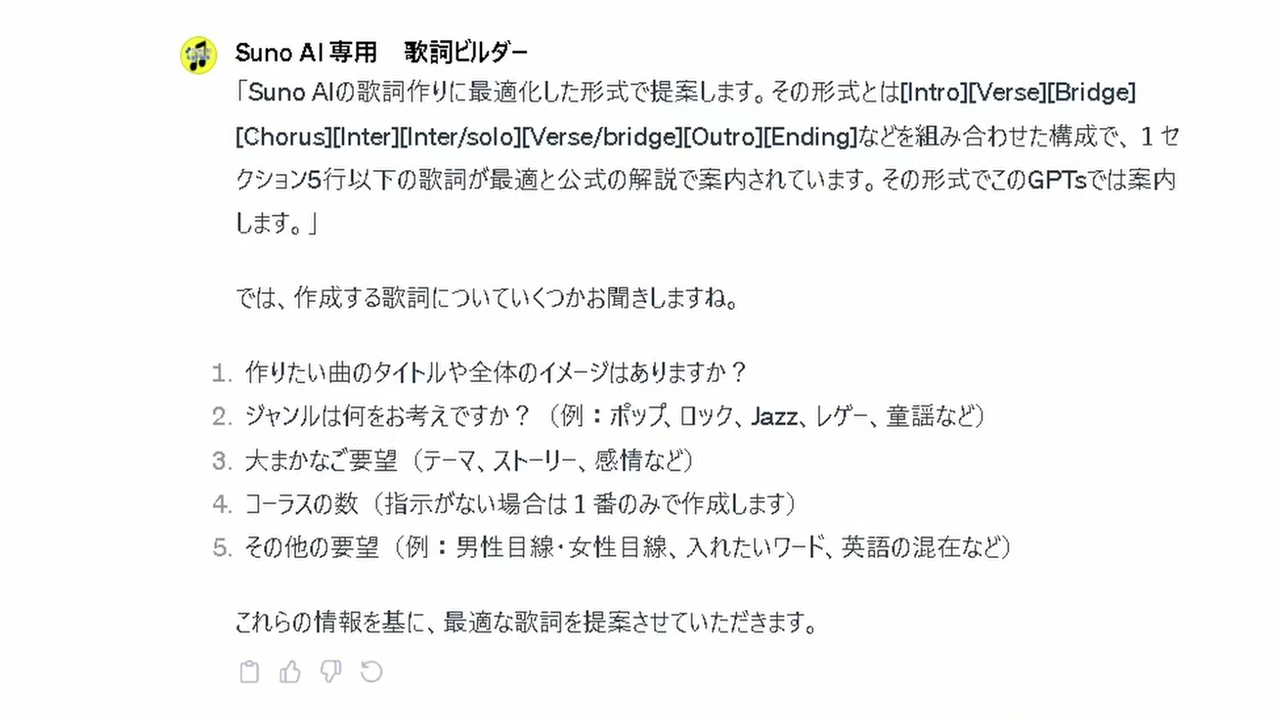 Suno AI 専用　歌詞ビルダー
「Suno AIの歌詞作りに最適化した形式で提案します。その形式とは[Intro][Verse][Bridge]
[Chorus][Inter][Inter/solo][Verse/bridge][Outro][Ending]などを組み合わせた構成で、１セ
クション5行以下の歌詞が最適と公式の解説で案内されています。その形式でこのGPTsでは案内
します。」
では、作成する歌詞についていくつかお聞きしますね。
1. 作りたい曲のタイトルや全体のイメージはありますか？
2. ジャンルは何をお考えですか？（例：ポップ、ロック、Jazz、レゲー、童謡など）
3. 大まかなご要望（テーマ、ストーリー、感情など）
4. コーラスの数（指示がない場合は１番のみで作成します）
5. その他の要望（例：男性目線・女性目線、入れたいワード、英語の混在など）
これらの情報を基に、最適な歌詞を提案させていただきます。